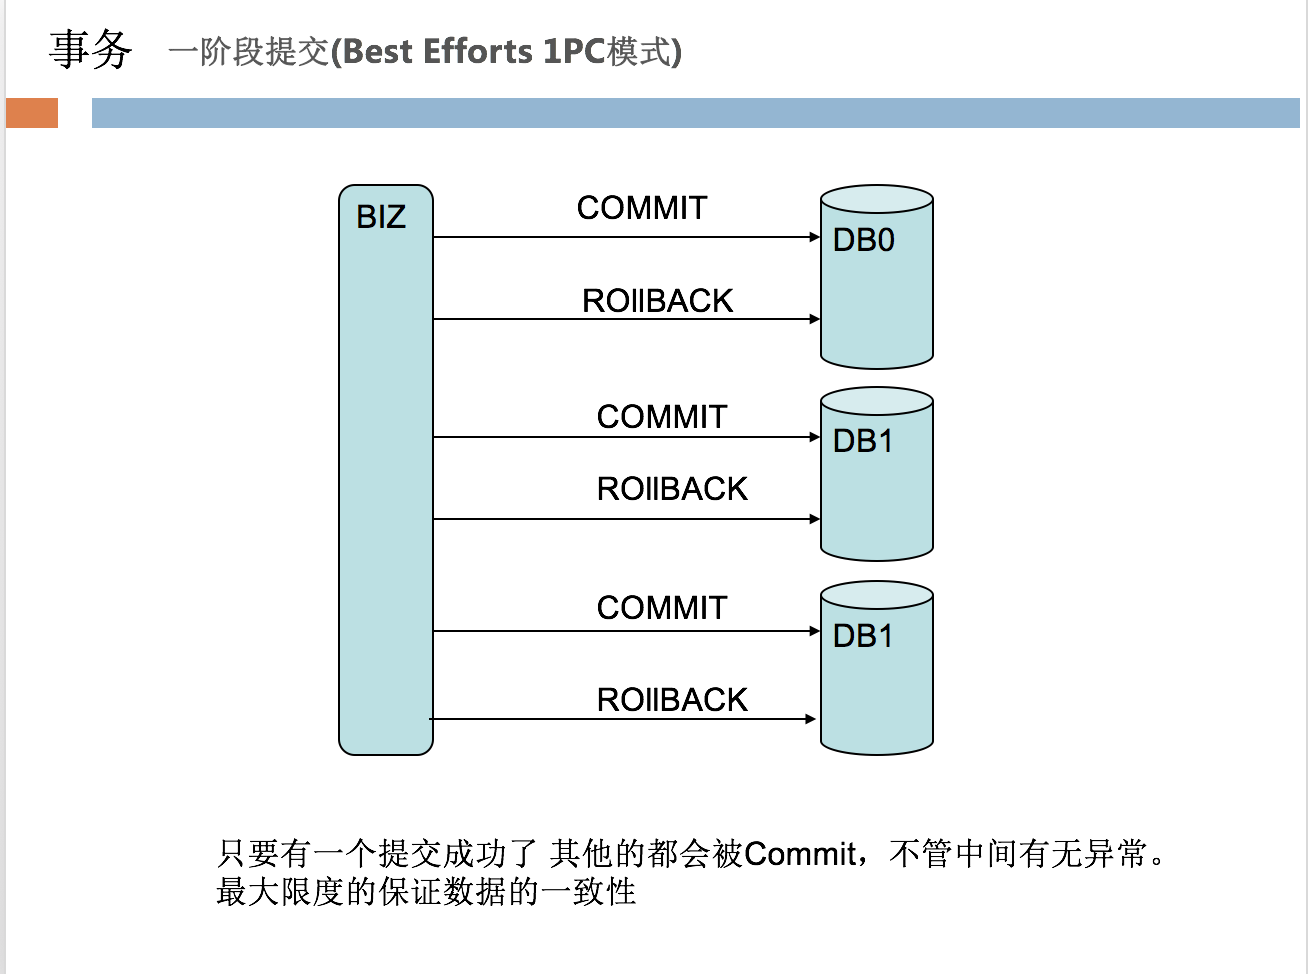 事务 一阶段提交(Best Efforts 1PC模式)
BIZ
COMMIT
DB0
ROllBACK
COMMIT
DB1
ROllBACK
COMMIT
DB1
ROllBACK
只要有一个提交成功了 其他的都会被Commit，不管中间有无异常。
最大限度的保证数据的一致性